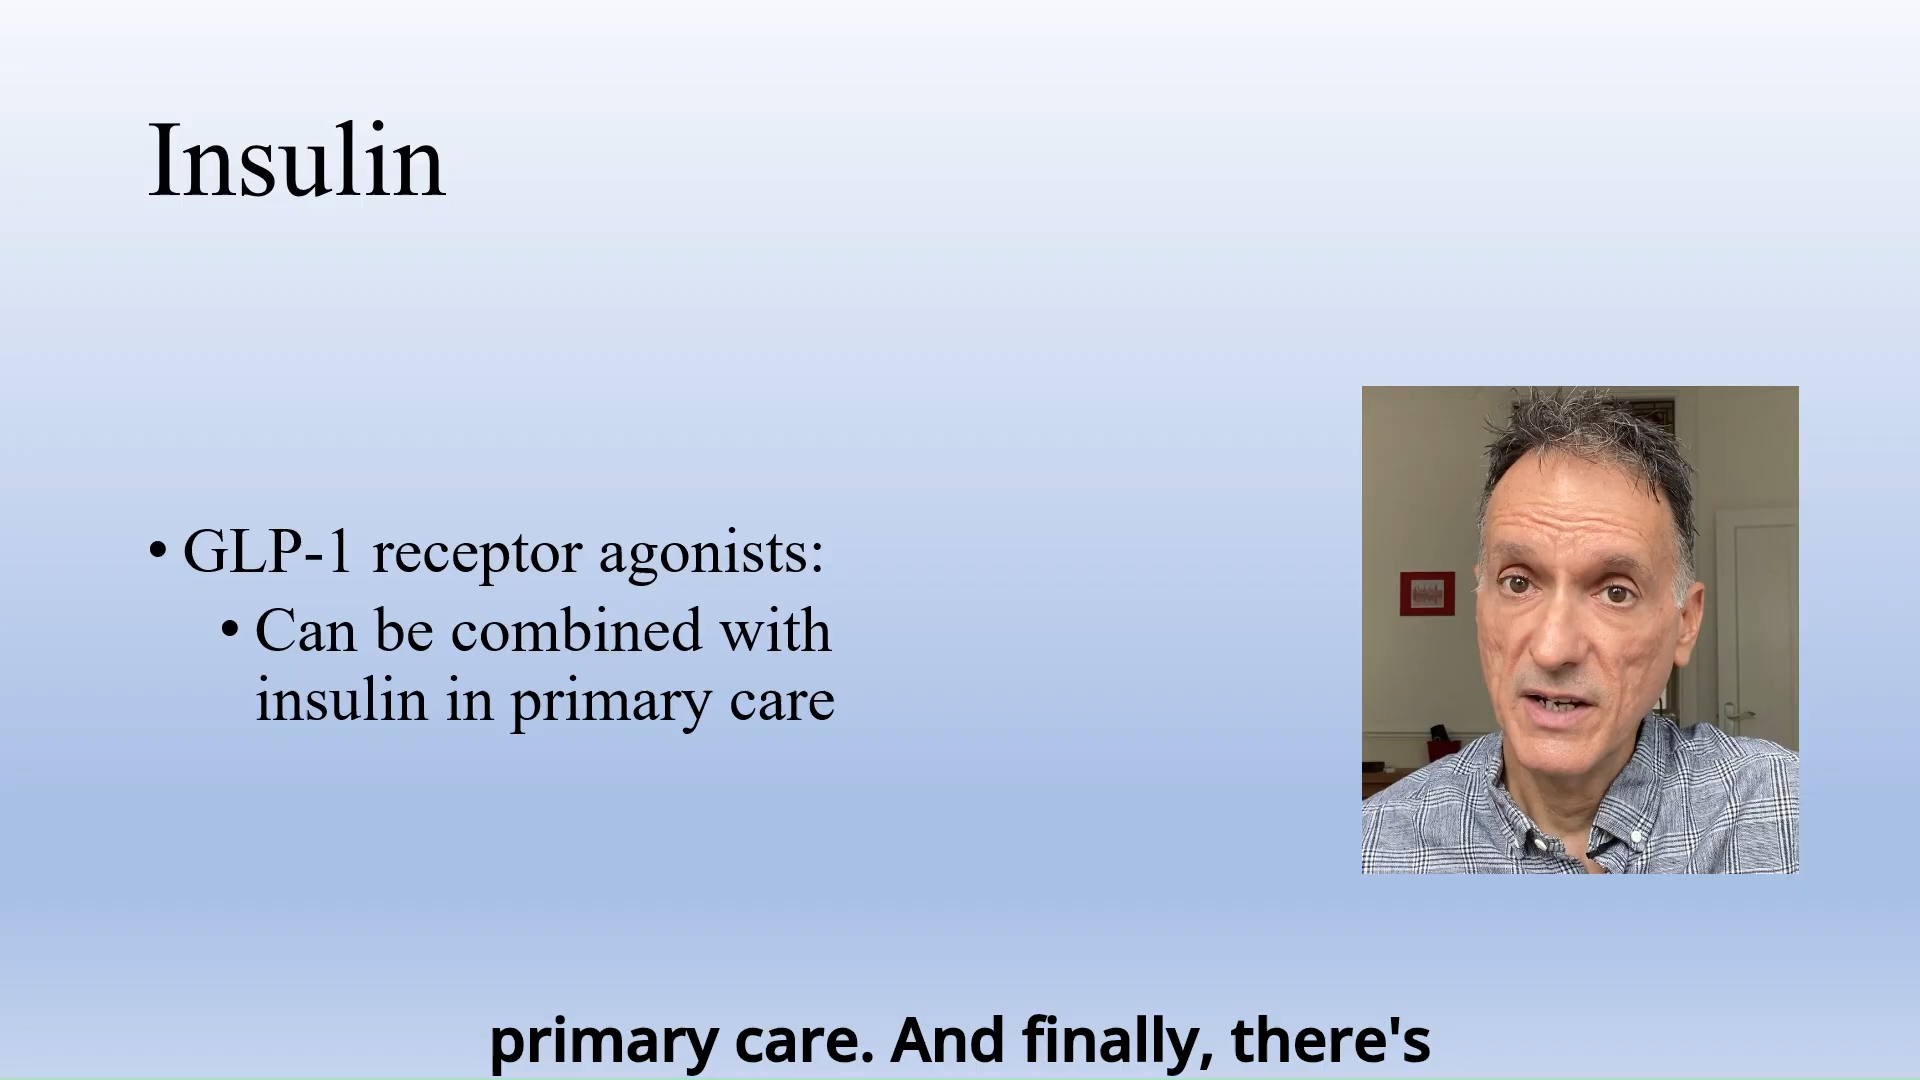 Insulin
• GLP-1 receptor agonists:
• Can be combined with
insulin in primary care
primary care. And finally, there's